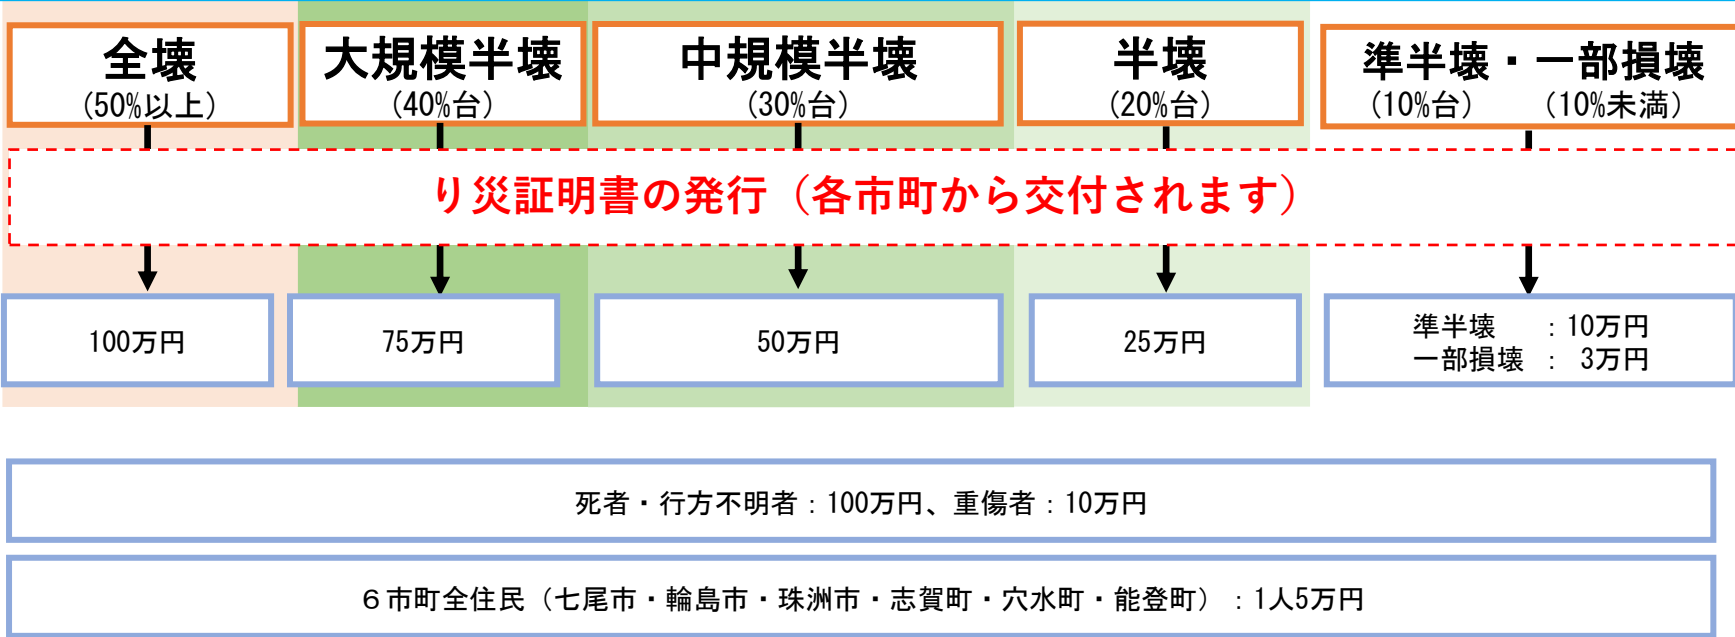 全壊
(50%以上)
大規模半壊
(40%台)
中規模半壊
(30%台)
半壊
(20%台)
準半壊・一部損壊
(10%台) (10%未満)
り災証明書の発行（各市町から交付されます）
100万円
75万円
50万円
25万円
準半壊 ：10万円
一部損壊 ： 3万円
死者・行方不明者：100万円、重傷者：10万円
６市町全住民（七尾市・輪島市・珠洲市・志賀町・穴水町・能登町）：1人5万円